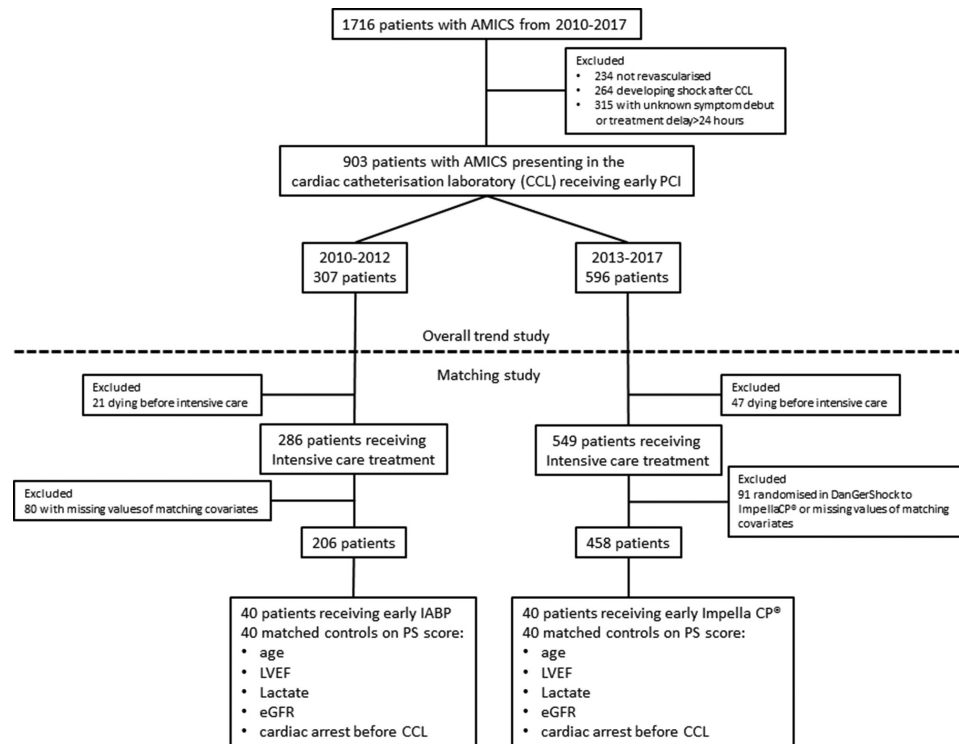 1716 patients with AMICS from 2010-2017
Excluded
• 234 not revascularised
• 264 developing shock after CCL
• 315 with unknown symptom debut
or treatment delay>24 hours
903 patients with AMICS presenting in the
cardiac catheterisation laboratory (CCL) receiving early PCI
2010-2012
307 patients
2013-2017
596 patients
Overall trend study
Matching study
Excluded
21 dying before intensive care
Excluded
47 dying before intensive care
286 patients receiving
Intensive care treatment
549 patients receiving
Intensive care treatment
Excluded
80 with missing values of matching covariates
Excluded
91 randomised in DanGerShock to
ImpellaCP® or missing values of matching
covariates
206 patients
458 patients
40 patients receiving early IABP
40 matched controls on PS score:
• age
• LVEF
• Lactate
• eGFR
• cardiac arrest before CCL
40 patients receiving early Impella CP®
40 matched controls on PS score:
• age
• LVEF
• Lactate
• eGFR
• cardiac arrest before CCL